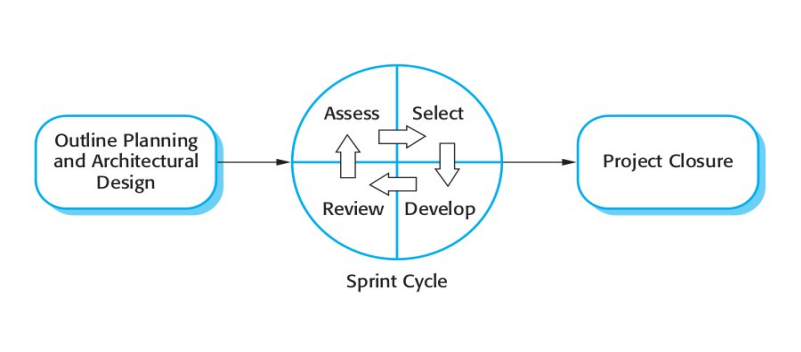 Outline Planning
and Architectural
Design
Assess
Select
Review
Develop
Sprint Cycle
Project Closure